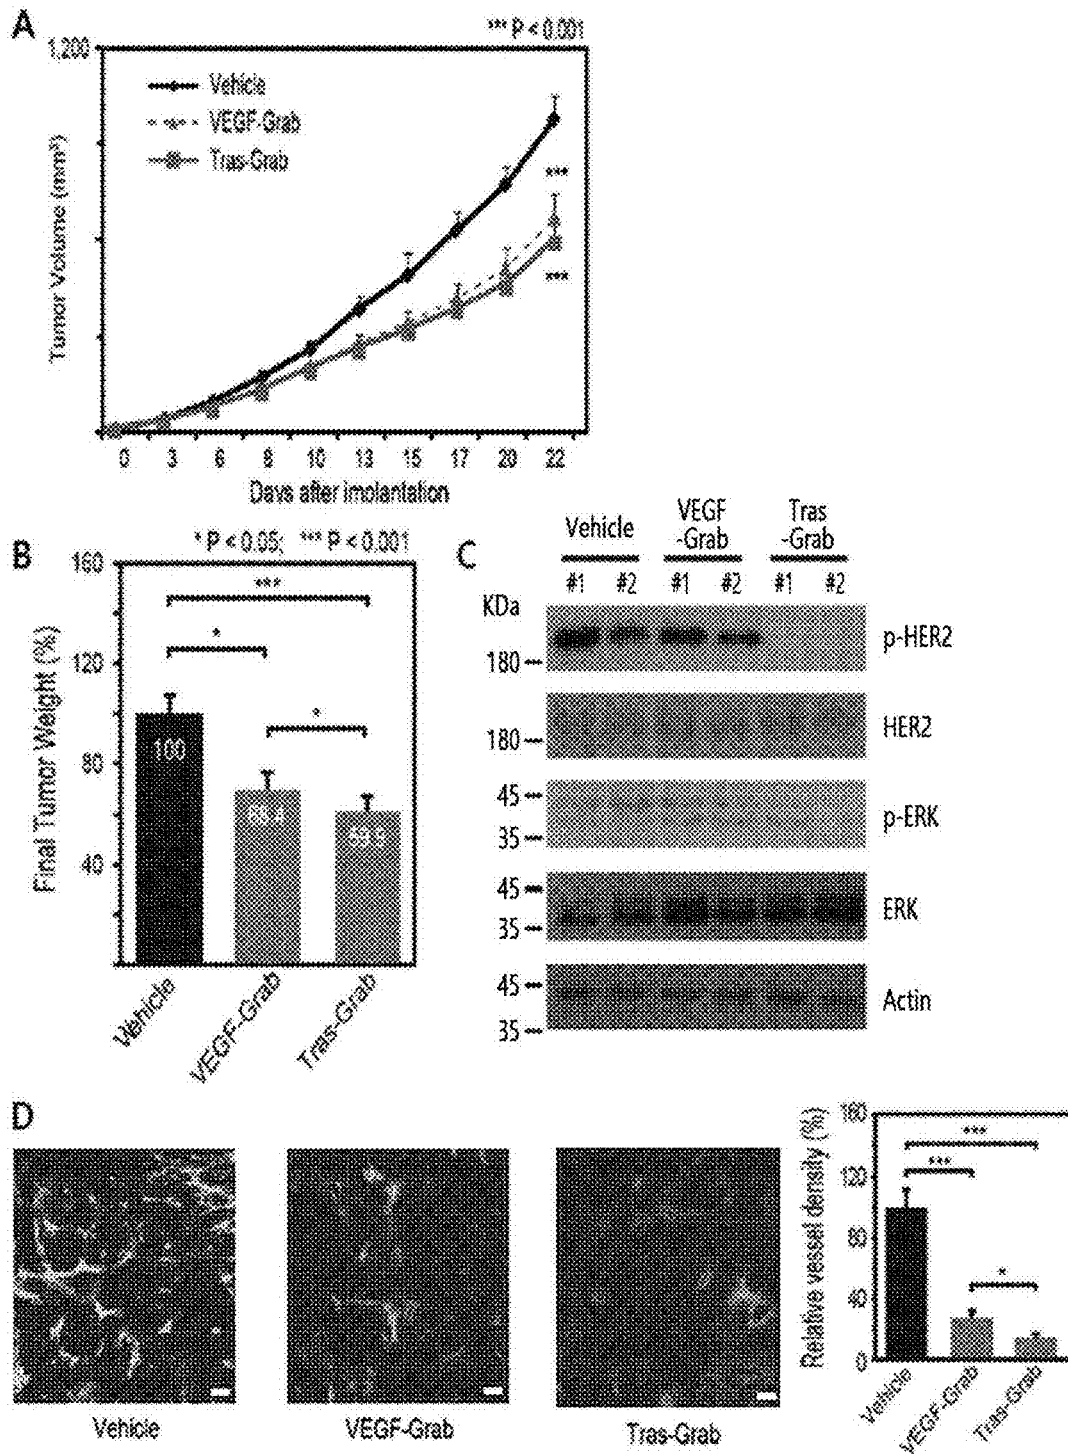 A
*** P < 0.001
1,200
Vehicle
VEGF-Grab
Tras-Grab
***
***
Tumor Volume (mm³)
0 3 6 8 10 13 15 17 20 22
Days after imolantation
B
* P < 0.05; *** P < 0.001
160
120
80
40
Final Tumor Weight (%)
***
*
*
100
59.9
Vehicle
VEGF-Grab
Tras-Grab
C
Vehicle VEGF -Grab Tras -Grab
#1 #2 #1 #2 #1 #2
KDa
180 p-HER2
180 HER2
45
35 p-ERK
45
35 ERK
45
35 Actin
D
Vehicle
VEGF-Grab
Tras-Grab
Relative vessel density (%)
160
120
80
40
0
***
***
*
Vehicle
VEGF-Grab
Tras-Grab